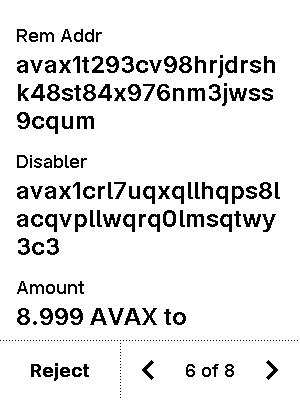 Rem Addr
avax1t293cv98hrjdrsh
k48st84x976nm3jwss
9cqum
Disabler
avax1crl7uqxqllhqps8l
acqvpllwqrq0lmsqtwy
3c3
Amount
8.999 AVAX to
Reject
6 of 8